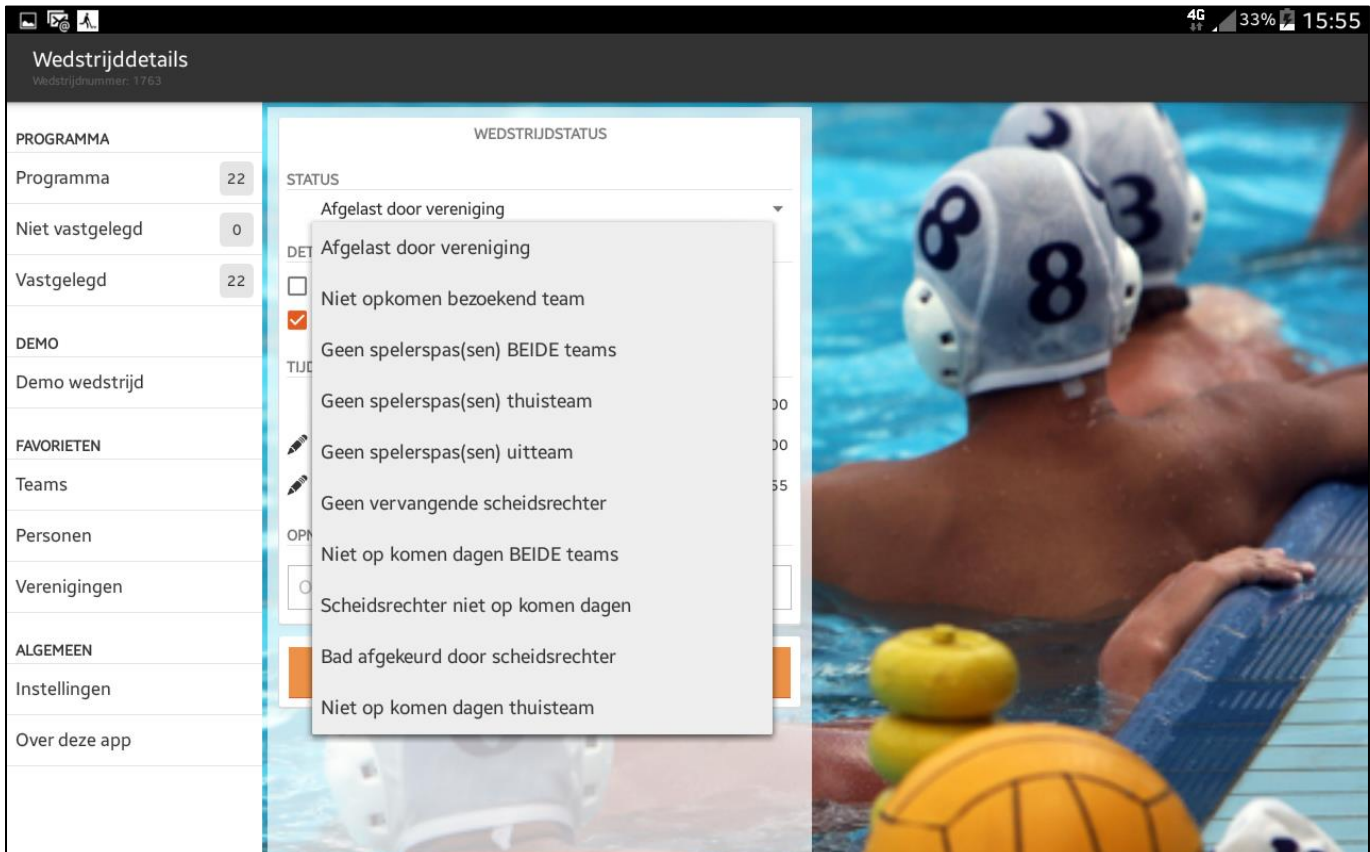 4G 33% 15:55
Wedstrijddetails
Wedstrijdnummer: 1763
PROGRAMMA
Programma 22
Niet vastgelegd 0
Vastgelegd 22
DEMO
Demo wedstrijd
FAVORIETEN
Teams
Personen
Verenigingen
ALGEMEEN
Instellingen
Over deze app
WEDSTRIJDSTATUS
STATUS
Afgelast door vereniging
Afgelast door vereniging
Niet opkomen bezoekend team
Geen spelerspas(sen) BEIDE teams
Geen spelerspas(sen) thuisteam
Geen spelerspas(sen) uitteam
Geen vervangende scheidsrechter
Niet op komen dagen BEIDE teams
Scheidsrechter niet op komen dagen
Bad afgekeurd door scheidsrechter
Niet op komen dagen thuisteam
8 8
3